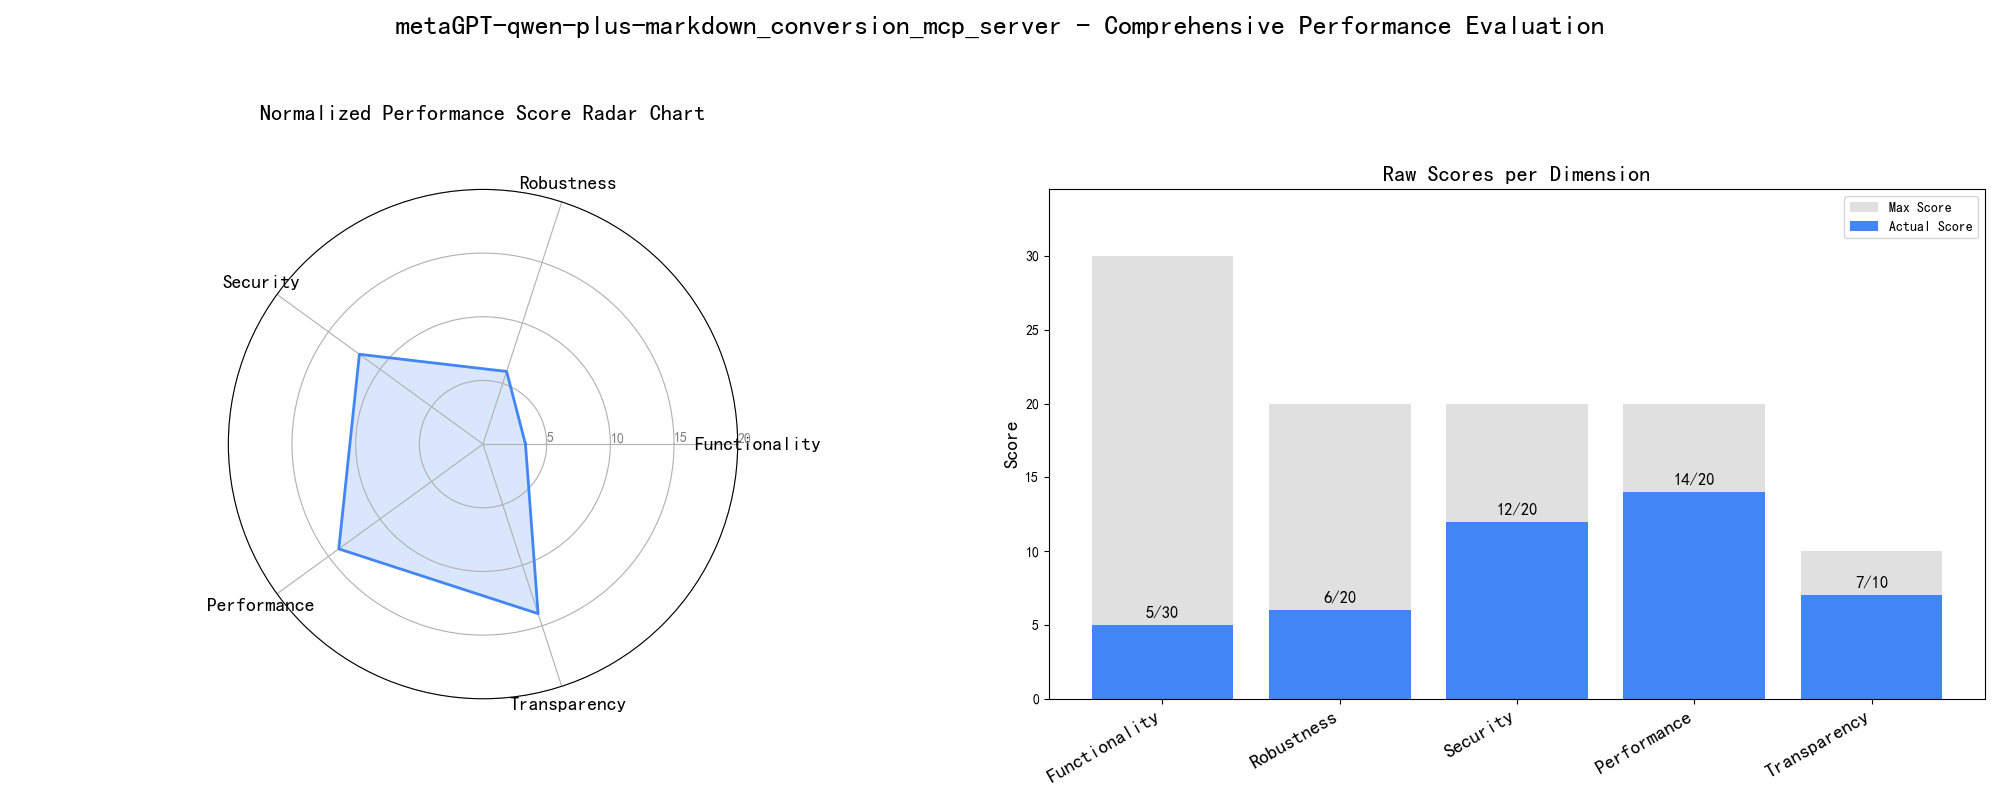 metaGPT-qwen-plus-markdown_conversion_mcp_server - Comprehensive Performance Evaluation
Normalized Performance Score Radar Chart
Robustness
Security
Functionality
Performance
Transparency
5
10
15
20
Raw Scores per Dimension
Max Score
Actual Score
Score
30
25
20
15
10
5
0
5/30
6/20
12/20
14/20
7/10
Functionality
Robustness
Security
Performance
Transparency